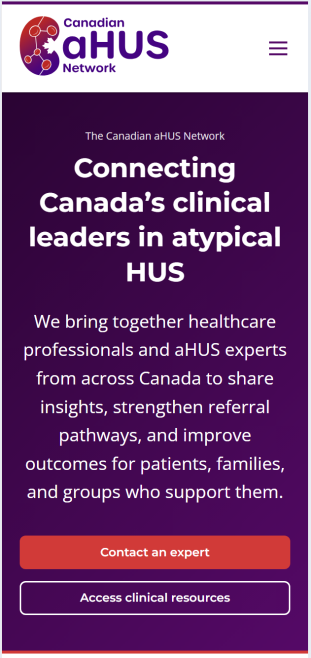 Canadian
aHUS
Network
The Canadian aHUS Network
Connecting
Canada’s clinical
leaders in atypical
HUS
We bring together healthcare
professionals and aHUS experts
from across Canada to share
insights, strengthen referral
pathways, and improve
outcomes for patients, families,
and groups who support them.
Contact an expert
Access clinical resources